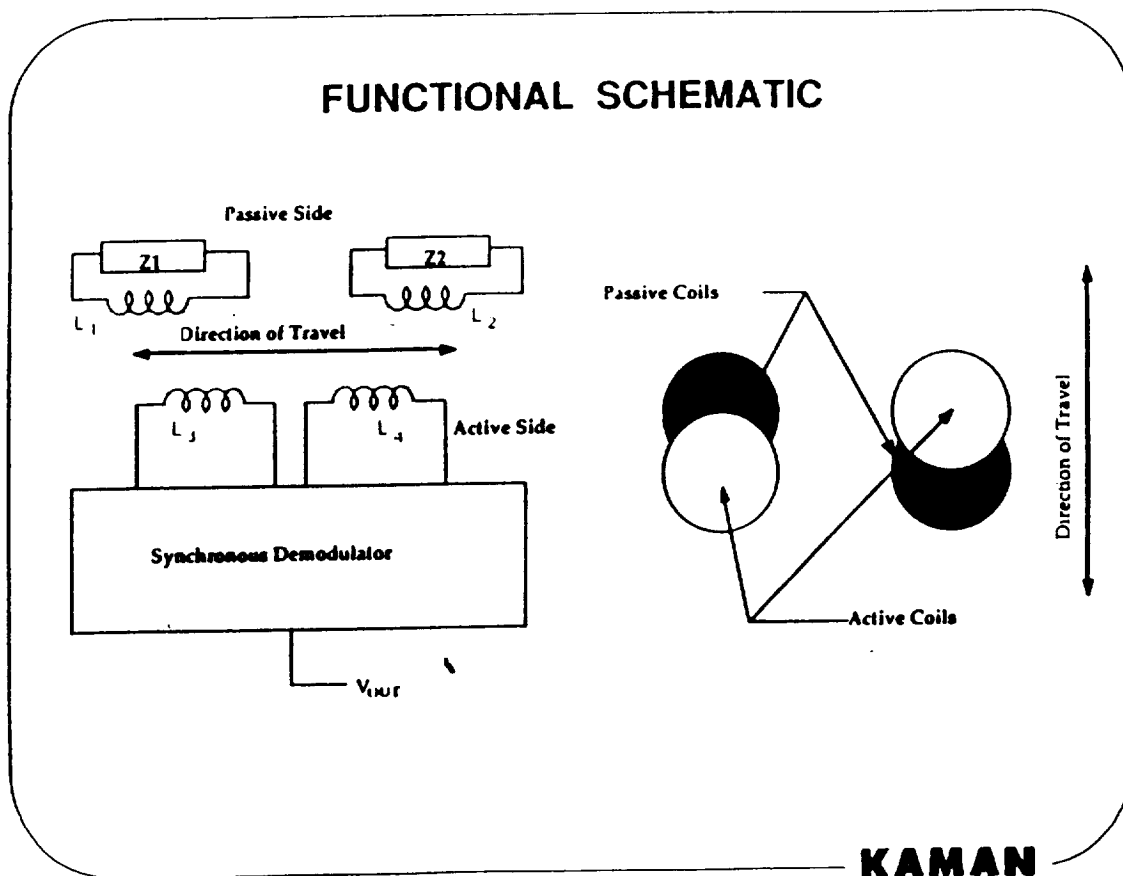 FUNCTIONAL SCHEMATIC
Passive Side
Z1
Z2
L1
L2
Direction of Travel
L3
L4
Active Side
Synchronous Demodulator
VOUT
Passive Coils
Active Coils
Direction of Travel
KAMAN